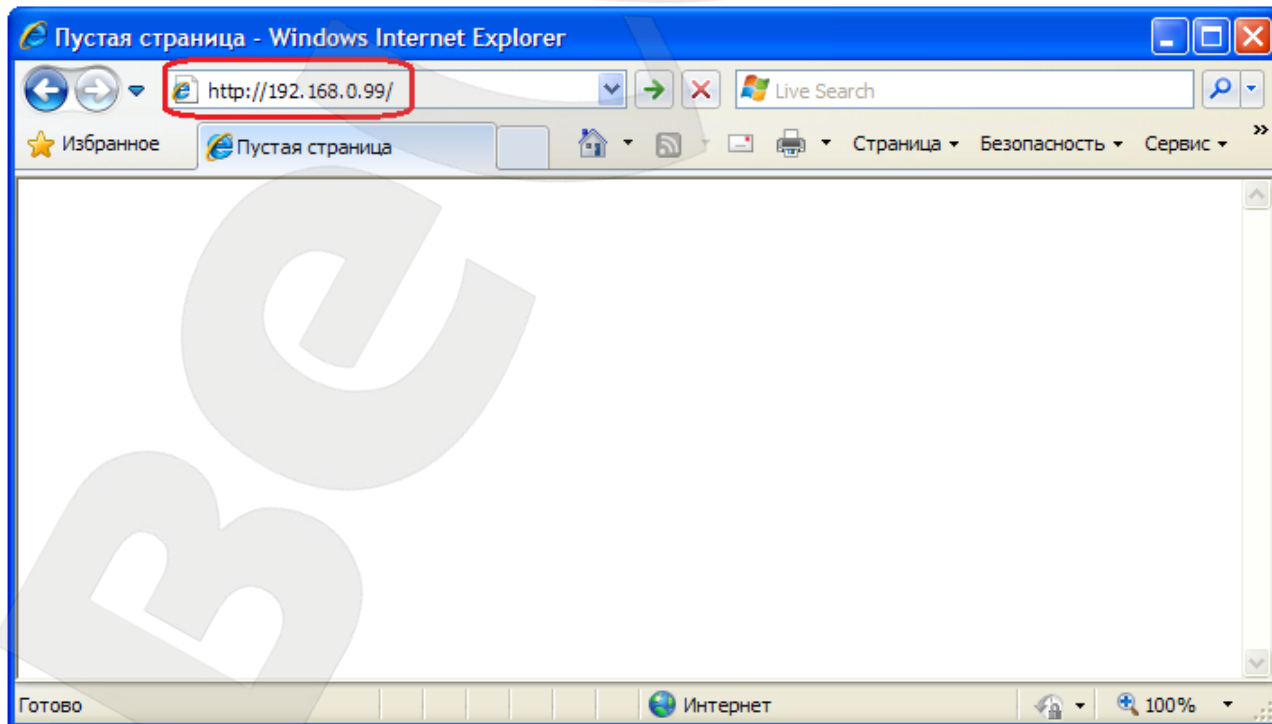 Пустая страница - Windows Internet Explorer
http://192.168.0.99/
Live Search
Избранное
Пустая страница
Страница
Безопасность
Сервис
»
Готово
Интернет
100%
Be